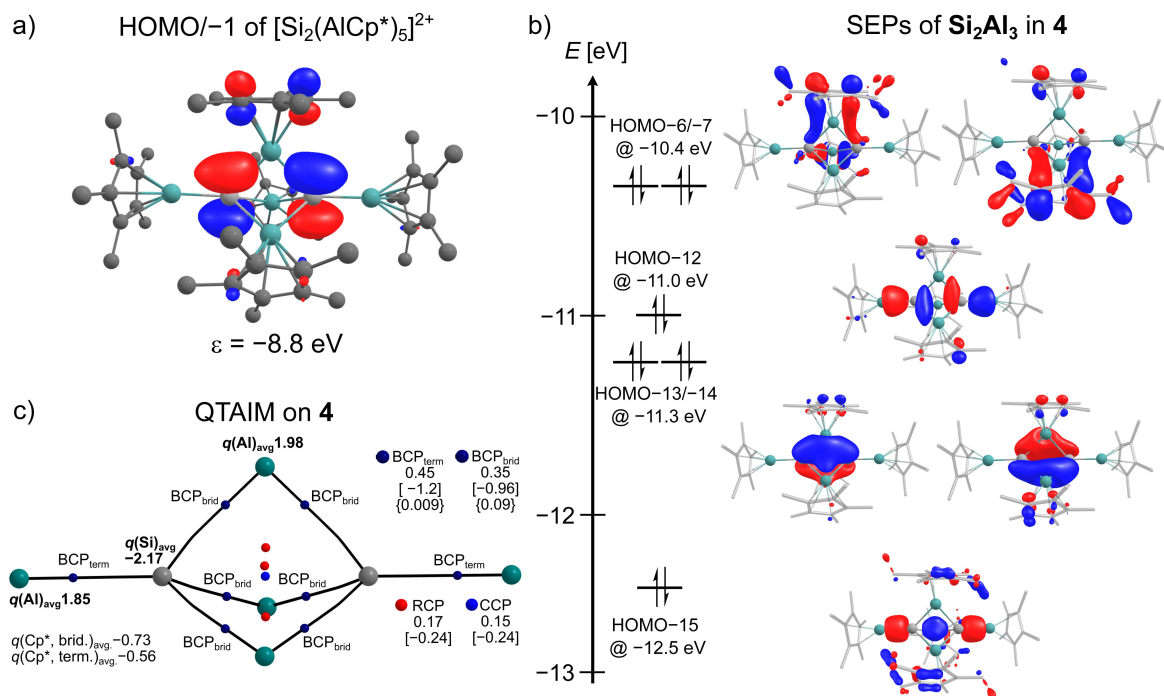 a)
HOMO/−1 of [Si2(AlCp*)5]2+
ε = −8.8 eV
b)
SEPs of Si2Al3 in 4
E [eV]
−10
HOMO−6/−7
@ −10.4 eV
HOMO−12
@ −11.0 eV
−11
HOMO−13/−14
@ −11.3 eV
−12
HOMO−15
@ −12.5 eV
−13
c)
QTAIM on 4
q(Al)avg1.98
BCPterm
0.45
[ −1.2]
{0.009}
BCPbrid
0.35
[−0.96]
{0.09}
BCPbrid
BCPbrid
q(Si)avg
−2.17
BCPterm
BCPbrid
BCPbrid
BCPterm
q(Al)avg1.85
RCP
0.17
[−0.24]
CCP
0.15
[−0.24]
BCPbrid
BCPbrid
q(Cp*, brid.)avg.−0.73
q(Cp*, term.)avg−0.56